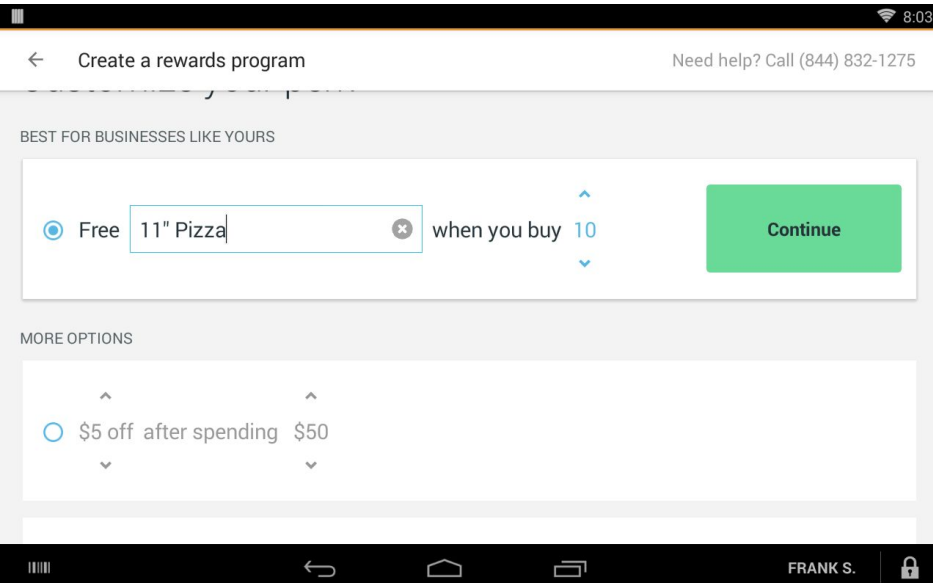 8:03
Create a rewards program
Need help? Call (844) 832-1275
BEST FOR BUSINESSES LIKE YOURS
Free 11" Pizza when you buy 10
Continue
MORE OPTIONS
$5 off after spending $50
FRANK S.